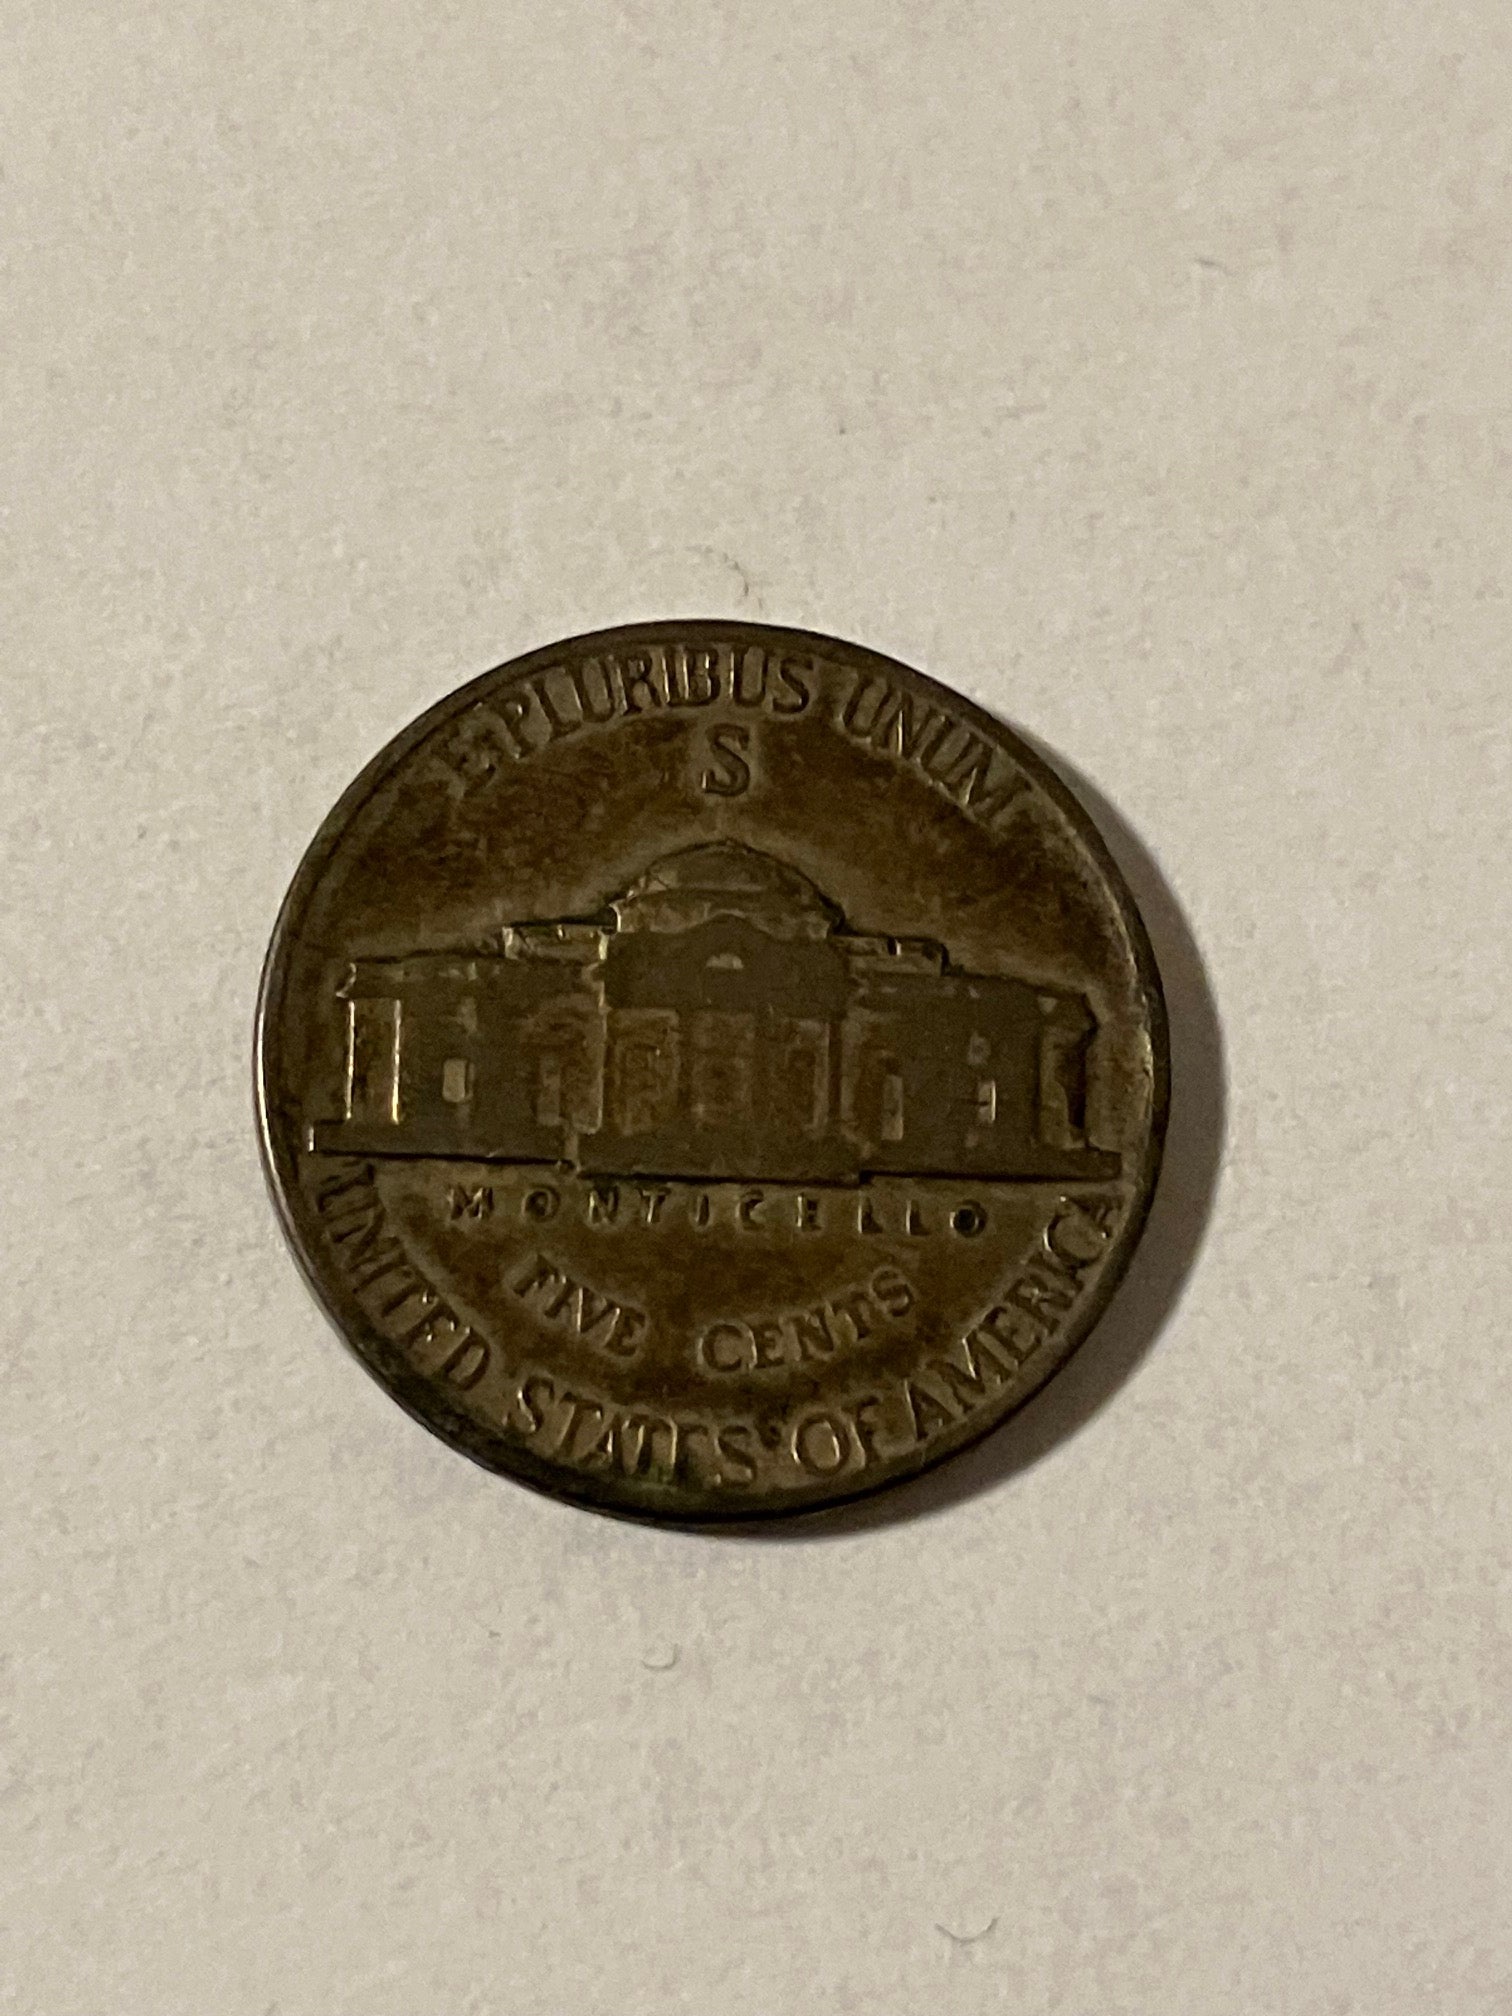 E PLURIBUS UNUM
S
MONTICELLO
FIVE CENTS
UNITED STATES OF AMERICA